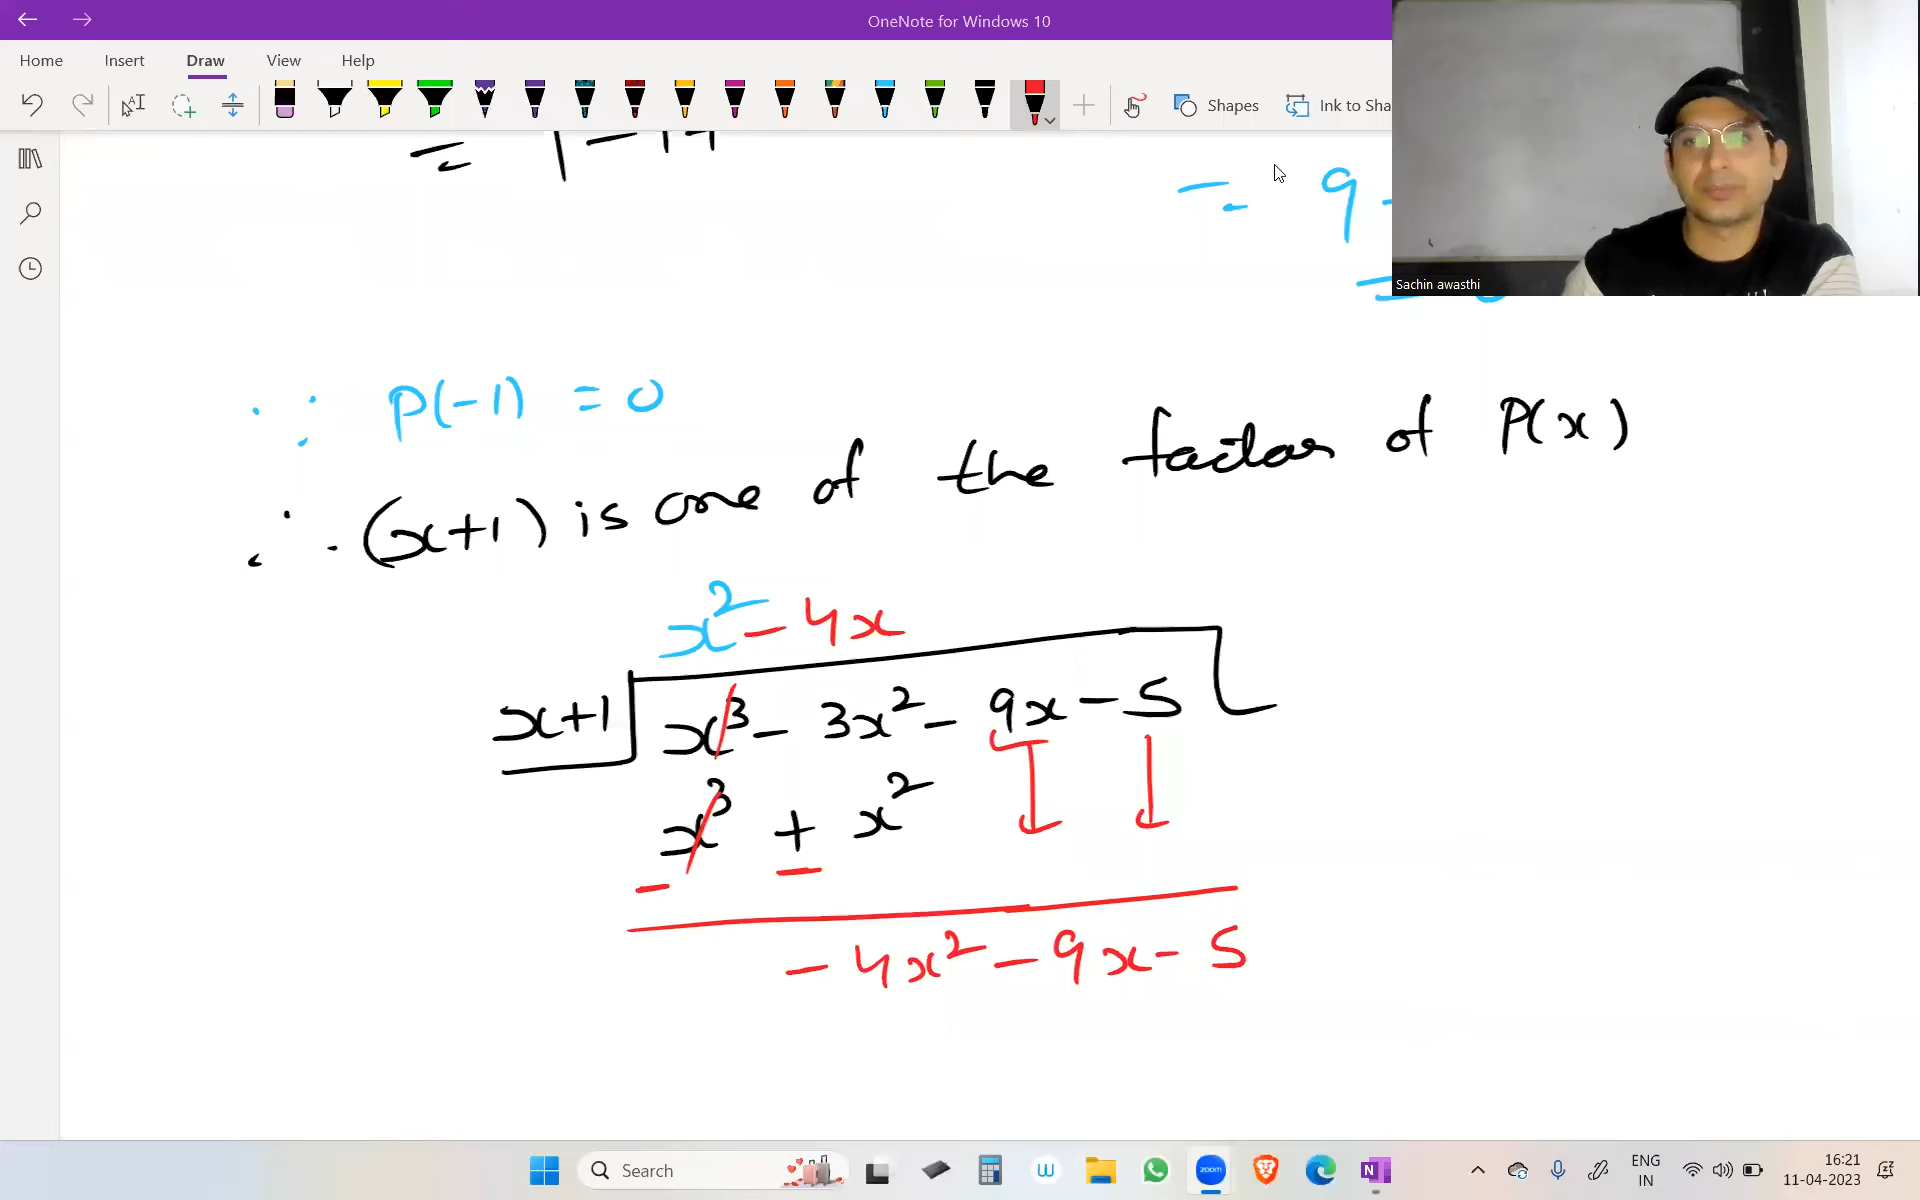 OneNote for Windows 10
Home Insert Draw View Help
Shapes Ink to Sha
= 9 -
Sachin awasthi
∵ P(-1) = 0
∴ (x+1) is one of the factor of P(x)
x² - 4x
x+1 x³ - 3x² - 9x - 5
x³ + x²
- -
- 4x² - 9x - 5
Search
zoom
ENG
IN
16:21
11-04-2023